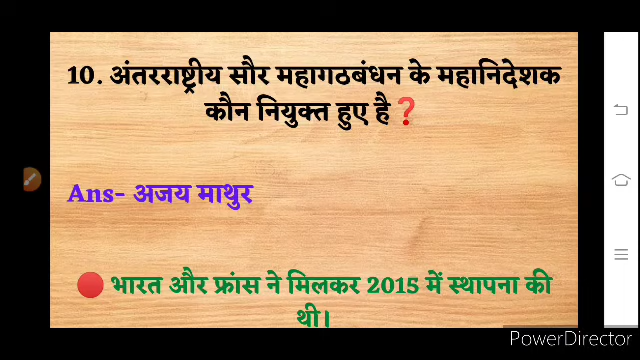 10. अंतरराष्ट्रीय सौर महागठबंधन के महानिदेशक
कौन नियुक्त हुए है❓
Ans- अजय माथुर
🔴 भारत और फ्रांस ने मिलकर 2015 में स्थापना की
थी।
PowerDirector